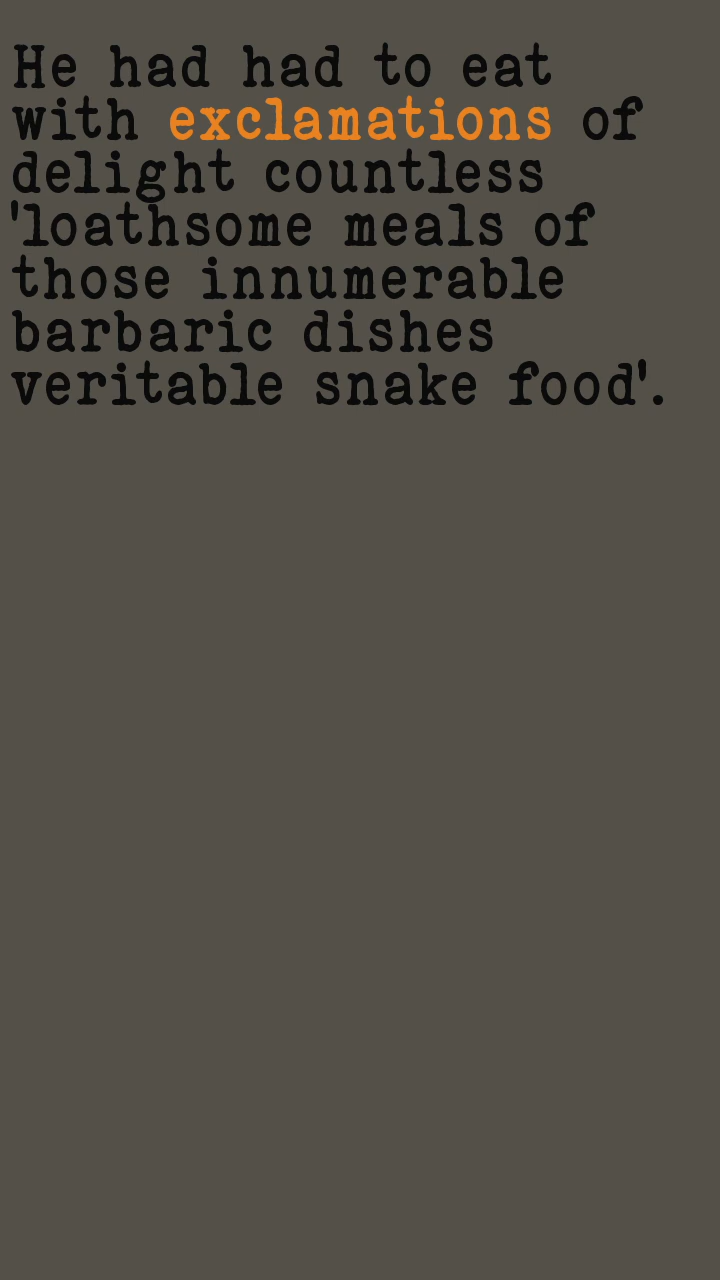 He had had to eat
with exclamations of
delight countless
'loathsome meals of
those innumerable
barbaric dishes
veritable snake food'.